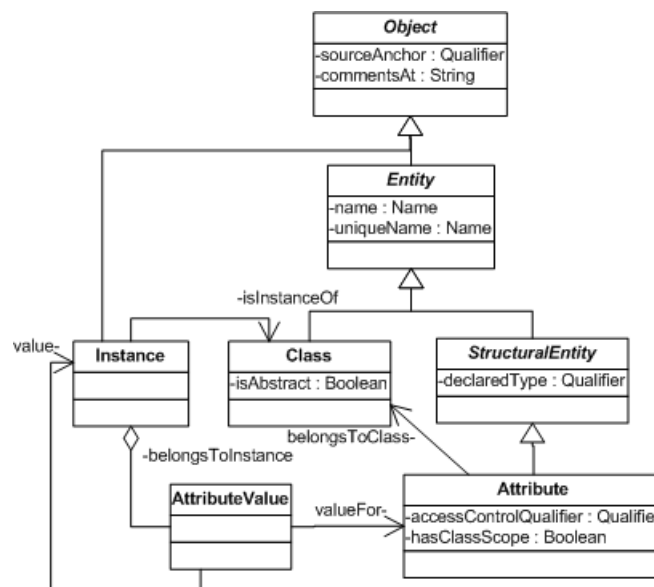 Object
-sourceAnchor : Qualifier
-commentsAt : String
Entity
-name : Name
-uniqueName : Name
-isInstanceOf
value-
Instance
Class
-isAbstract : Boolean
StructuralEntity
-declaredType : Qualifier
belongsToClass-
-belongsToInstance
AttributeValue
valueFor-
Attribute
-accessControlQualifier : Qualifie
-hasClassScope : Boolean